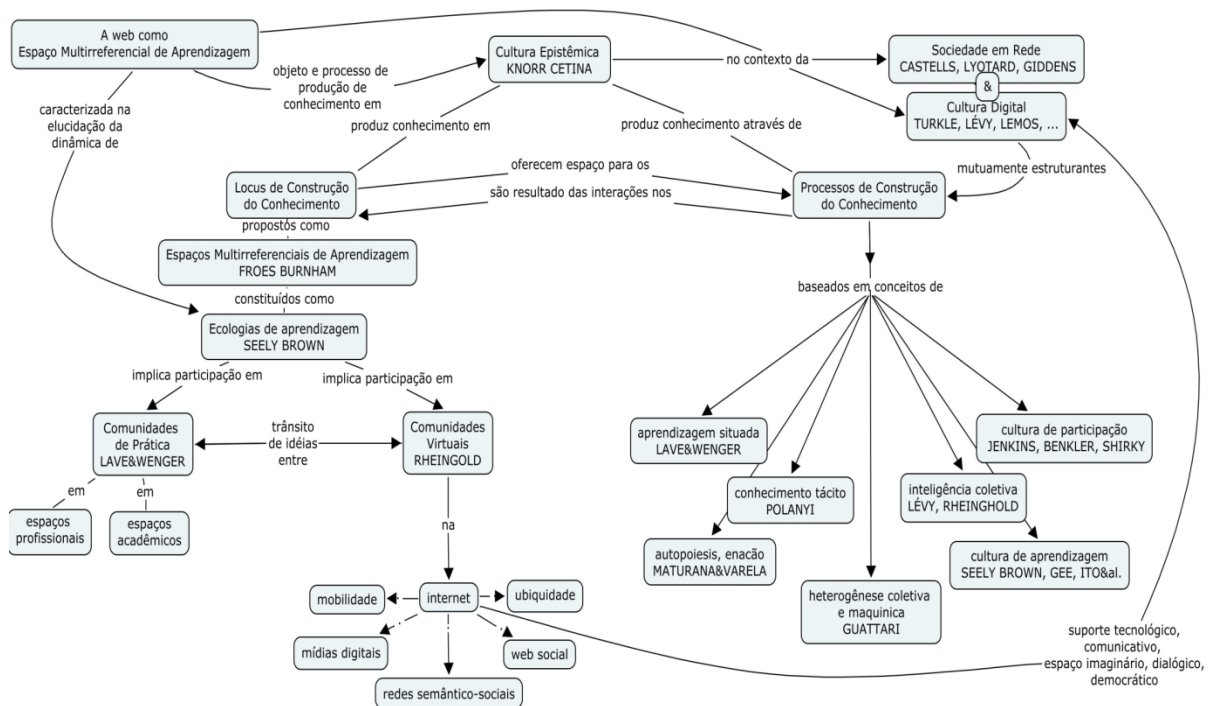 A web como
Espaço Multirreferencial de Aprendizagem
objeto e processo de
produção de
conhecimento em
Cultura Epistêmica
KNORR CETINA
no contexto da
Sociedade em Rede
CASTELLS, LYOTARD, GIDDENS
&
Cultura Digital
TURKLE, LÉVY, LEMOS, ...
caracterizada na
elucidação da
dinâmica de
produz conhecimento em
produz conhecimento através de
mutuamente estruturantes
Locus de Construção
do Conhecimento
oferecem espaço para os
são resultado das interações nos
Processos de Construção
do Conhecimento
propostos como
Espaços Multirreferenciais de Aprendizagem
FROES BURNHAM
constituídos como
Ecologias de aprendizagem
SEELY BROWN
baseados em conceitos de
implica participação em
implica participação em
Comunidades
de Prática
LAVE&WENGER
trânsito
de idéias
entre
Comunidades
Virtuais
RHEINGOLD
em
em
espaços
profissionais
espaços
acadêmicos
na
internet
mobilidade
ubiquidade
mídias digitais
web social
redes semântico-sociais
aprendizagem situada
LAVE&WENGER
cultura de participação
JENKINS, BENKLER, SHIRKY
conhecimento tácito
POLANYI
inteligência coletiva
LÉVY, RHEINGHOLD
autopoiesis, enacão
MATURANA&VARELA
cultura de aprendizagem
SEELY BROWN, GEE, ITO&al.
heterogênese coletiva
e maquinica
GUATTARI
suporte tecnológico,
comunicativo,
espaço imaginário, dialógico,
democrático